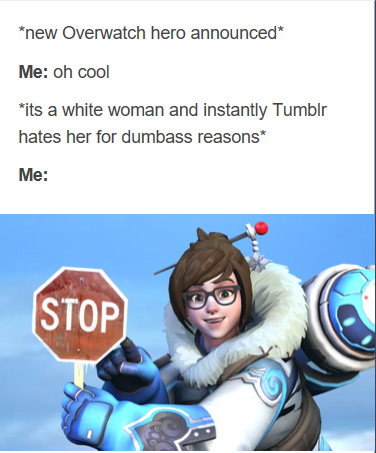 *new Overwatch hero announced*
Me: oh cool
*its a white woman and instantly Tumblr
hates her for dumbass reasons*
Me:
STOP